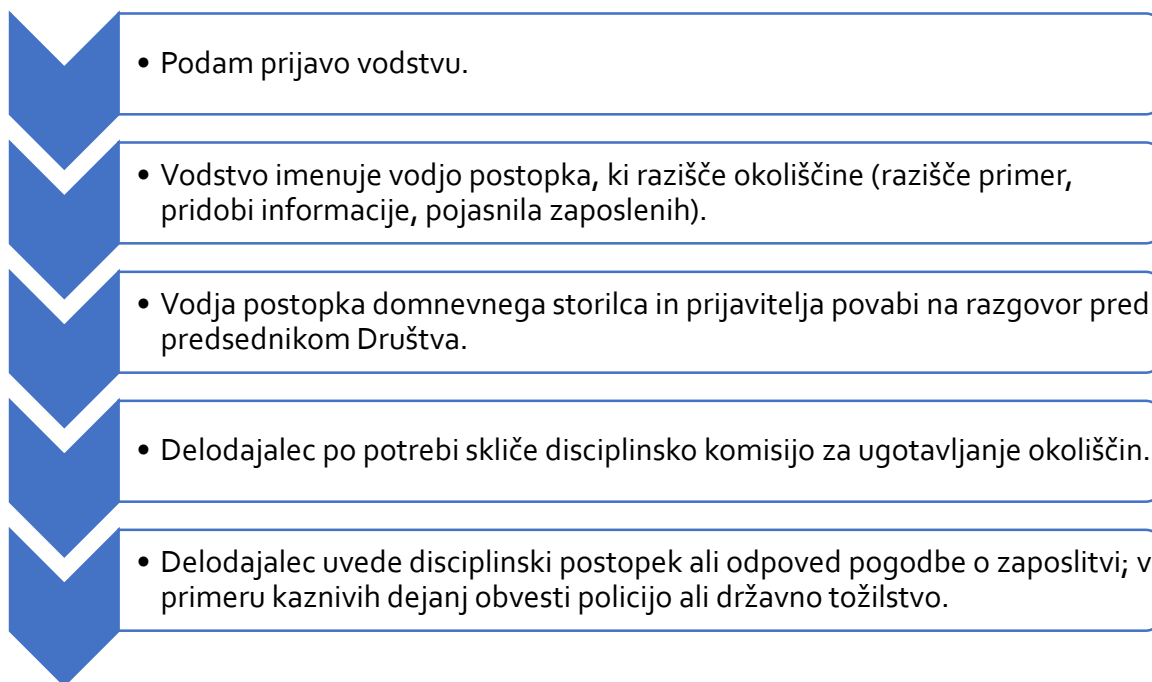 • Podam prijavo vodstvu.
• Vodstvo imenuje vodjo postopka, ki razišče okoliščine (razišče primer,
pridobi informacije, pojasnila zaposlenih).
• Vodja postopka domnevnega storilca in prijavitelja povabi na razgovor pred
predsednikom Društva.
• Delodajalec po potrebi skliče disciplinsko komisijo za ugotavljanje okoliščin.
• Delodajalec uvede disciplinski postopek ali odpoved pogodbe o zaposlitvi; v
primeru kaznivih dejanj obvesti policijo ali državno tožilstvo.